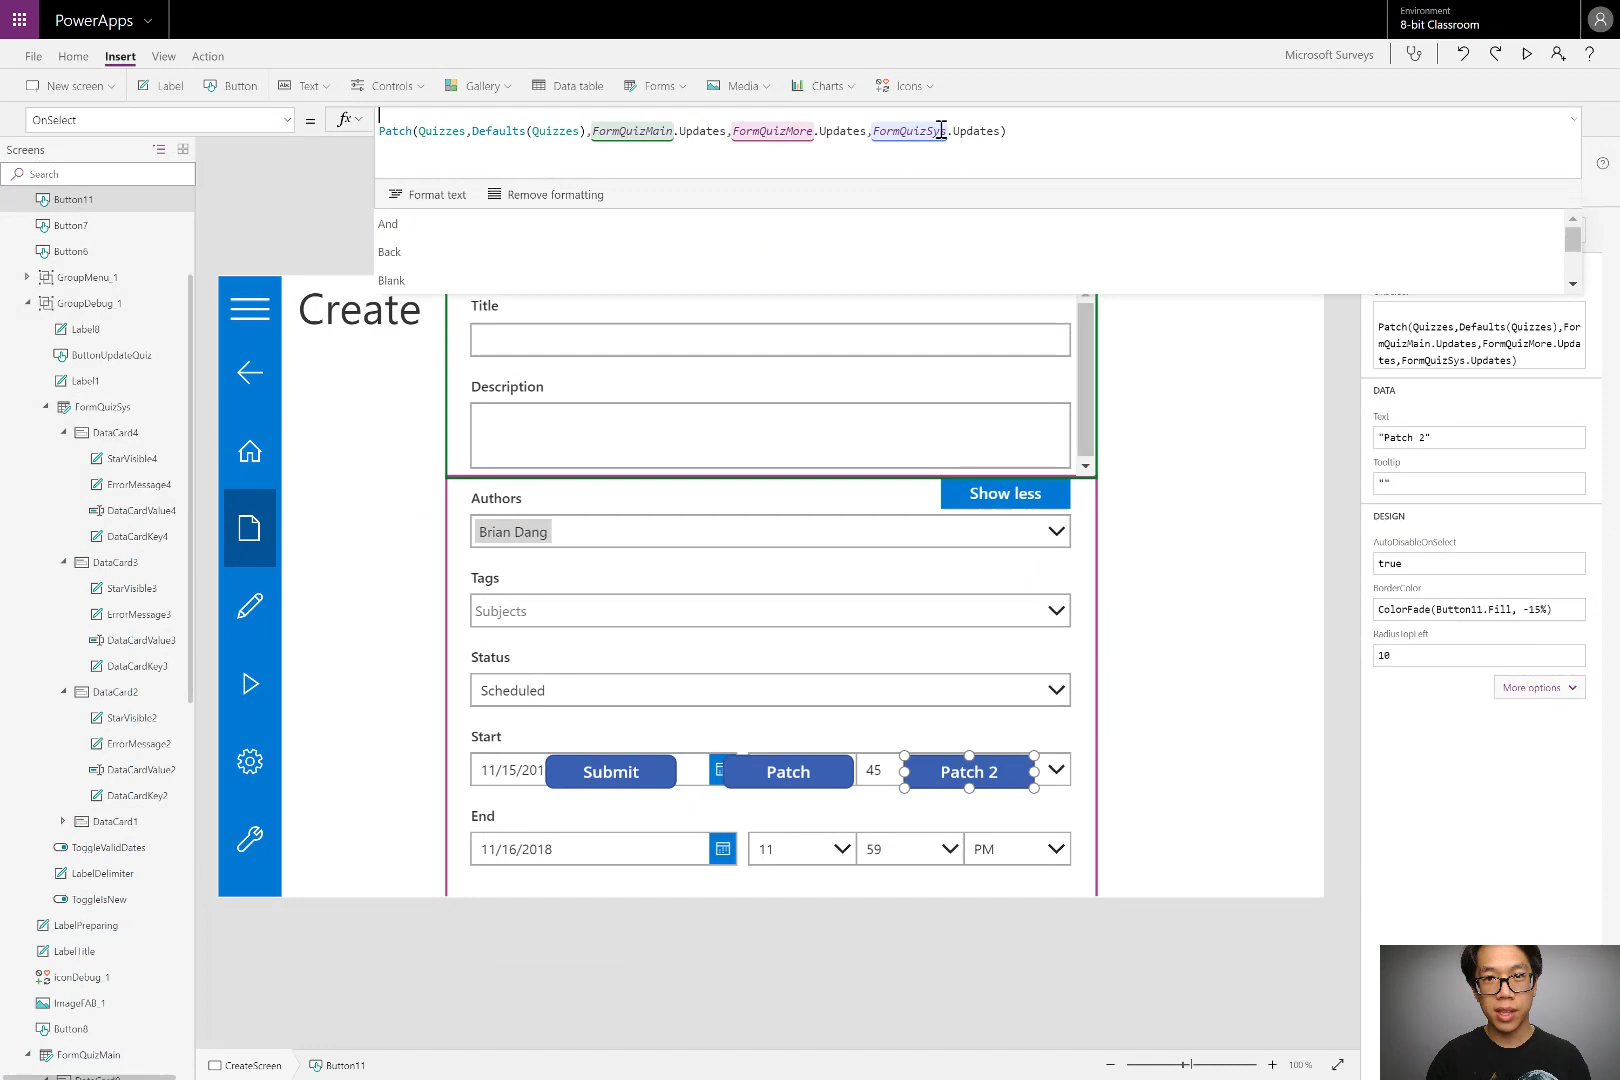 PowerApps
Environment
8-bit Classroom
File
Home
Insert
View
Action
Microsoft Surveys
New screen
Label
Button
Text
Controls
Gallery
Data table
Forms
Media
Charts
Icons
OnSelect
=
fx
Patch(Quizzes,Defaults(Quizzes),FormQuizMain.Updates,FormQuizMore.Updates,FormQuizSys.Updates)
Format text
Remove formatting
And
Back
Blank
Screens
Search
Button11
Button7
Button6
GroupMenu_1
GroupDebug_1
Label8
ButtonUpdateQuiz
Label1
FormQuizSys
DataCard4
StarVisible4
ErrorMessage4
DataCardValue4
DataCardKey4
DataCard3
StarVisible3
ErrorMessage3
DataCardValue3
DataCardKey3
DataCard2
StarVisible2
ErrorMessage2
DataCardValue2
DataCardKey2
DataCard1
ToggleValidDates
LabelDelimiter
ToggleIsNew
LabelPreparing
LabelTitle
iconDebug_1
ImageFAB_1
Button8
FormQuizMain
Create
Title
Description
Authors
Show less
Brian Dang
Tags
Subjects
Status
Scheduled
Start
11/15/201
Submit
Patch
45
Patch 2
End
11/16/2018
11
59
PM
Patch(Quizzes,Defaults(Quizzes),For
mQuizMain.Updates,FormQuizMore.Upda
tes,FormQuizSys.Updates)
DATA
Text
"Patch 2"
Tooltip
""
DESIGN
AutoDisableOnSelect
true
BorderColor
ColorFade(Button11.Fill, -15%)
RadiusTopLeft
10
More options
CreateScreen
Button11
100 %